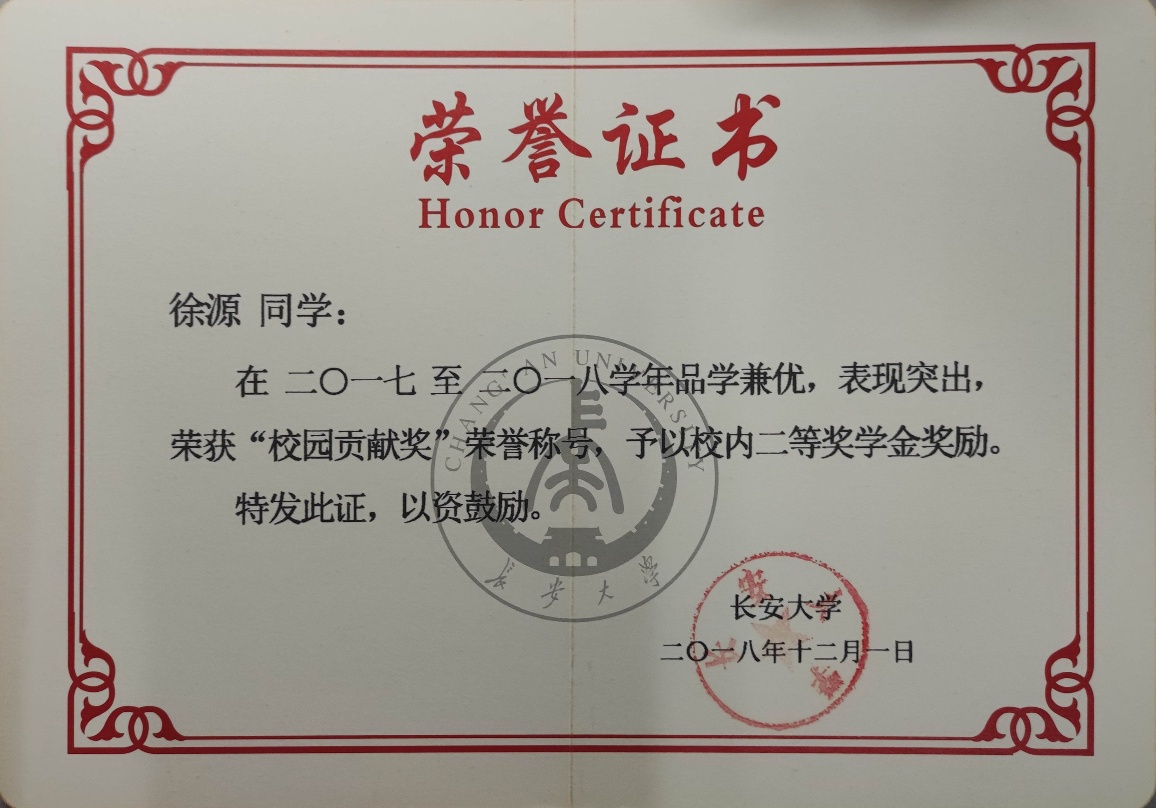 荣誉证书
Honor Certificate
徐源 同学：
在 二〇一七 至 二〇一八学年品学兼优，表现突出，
荣获“校园贡献奖”荣誉称号，予以校内二等奖学金奖励。
特发此证，以资鼓励。
CHANG'AN UNIVERSITY
长安大学
长安大学
二〇一八年十二月一日
长安大学